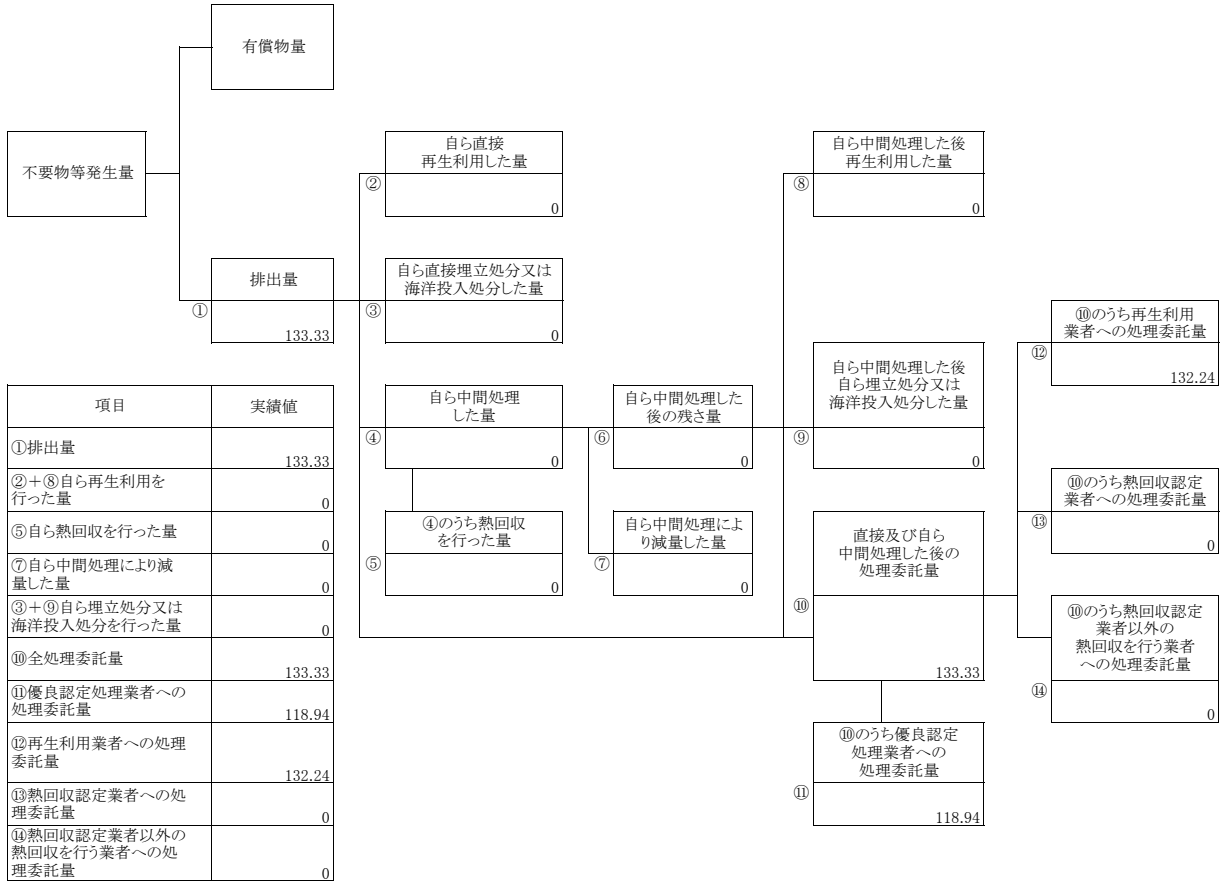 有償物量
不要物等発生量
排出量
①
133.33
自ら直接
再生利用した量
②
0
自ら直接埋立処分又は
海洋投入処分した量
③
0
自ら中間処理
した量
④
0
④のうち熱回収
を行った量
⑤
0
自ら中間処理した
後の残さ量
⑥
0
自ら中間処理によ
り減量した量
⑦
0
自ら中間処理した後
再生利用した量
⑧
0
自ら中間処理した後
自ら埋立処分又は
海洋投入処分した量
⑨
0
直接及び自ら
中間処理した後の
処理委託量
⑩
133.33
⑩のうち優良認定
処理業者への
処理委託量
⑪
118.94
⑩のうち再生利用
業者への処理委託量
⑫
132.24
⑩のうち熱回収認定
業者への処理委託量
⑬
0
⑩のうち熱回収認定
業者以外の
熱回収を行う業者
への処理委託量
⑭
0
項目 実績値
①排出量 133.33
②＋⑧自ら再生利用を
行った量 0
⑤自ら熱回収を行った量 0
⑦自ら中間処理により減
量した量 0
③＋⑨自ら埋立処分又は
海洋投入処分を行った量 0
⑩全処理委託量 133.33
⑪優良認定処理業者への
処理委託量 118.94
⑫再生利用業者への処理
委託量 132.24
⑬熱回収認定業者への処
理委託量 0
⑭熱回収認定業者以外の
熱回収を行う業者への処
理委託量 0